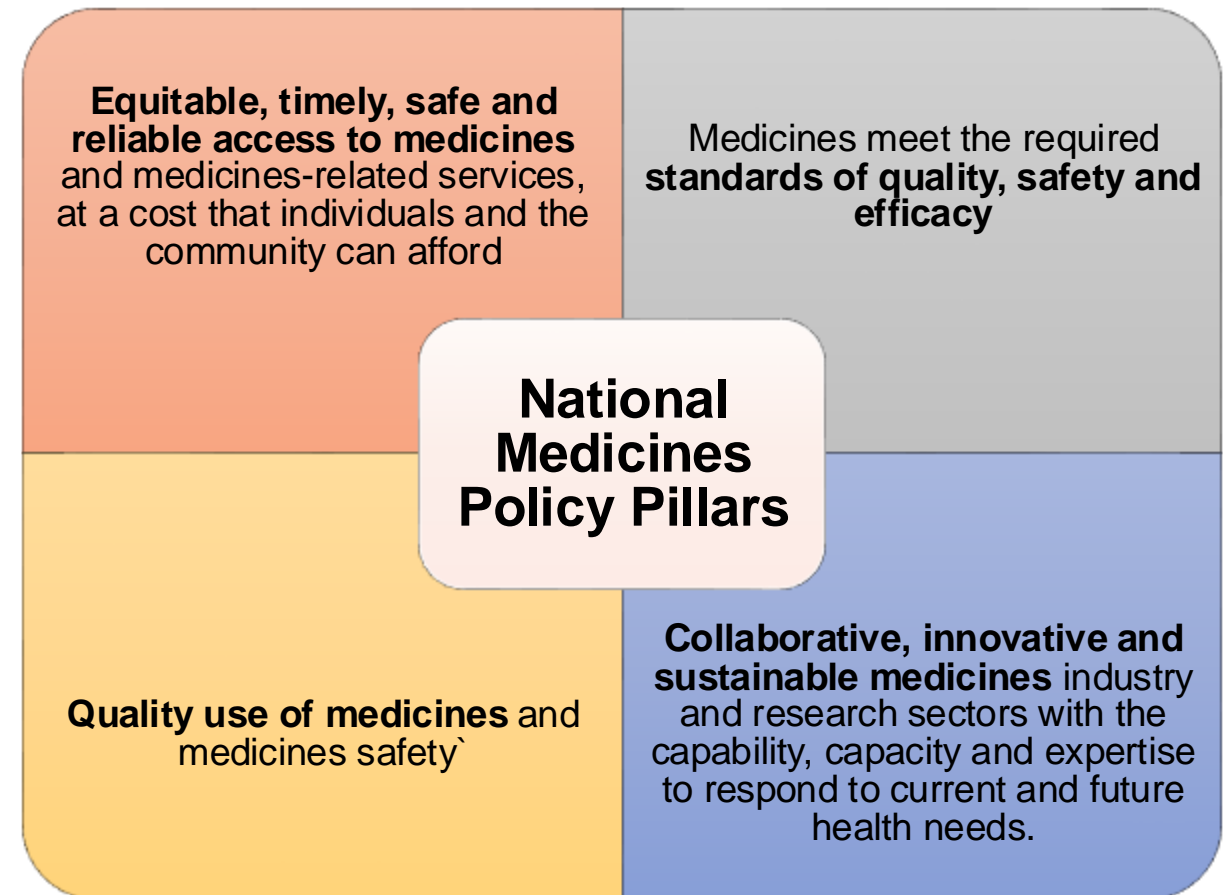 Equitable, timely, safe and
reliable access to medicines
and medicines-related services,
at a cost that individuals and the
community can afford
Medicines meet the required
standards of quality, safety and
efficacy
National
Medicines
Policy Pillars
Quality use of medicines and
medicines safety`
Collaborative, innovative and
sustainable medicines industry
and research sectors with the
capability, capacity and expertise
to respond to current and future
health needs.